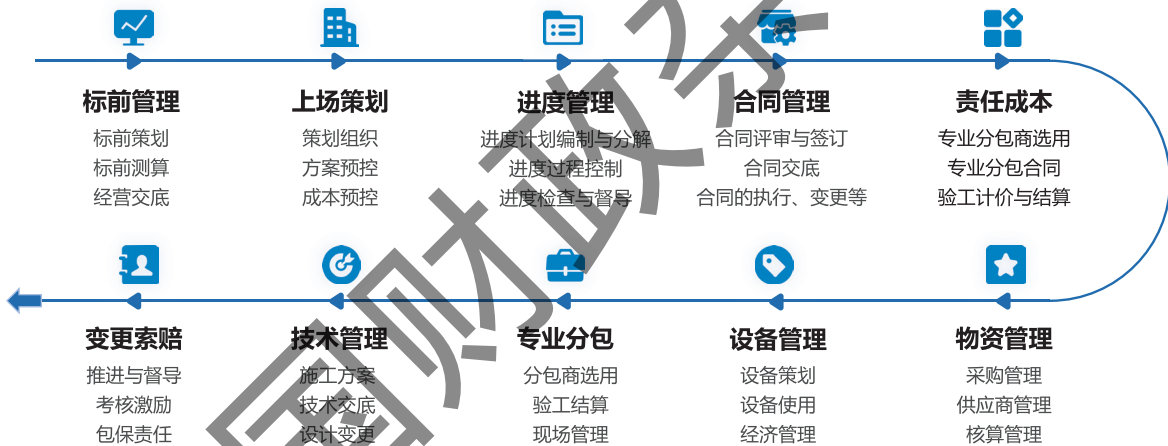 标前管理
标前策划
标前测算
经营交底
上场策划
策划组织
方案预控
成本预控
进度管理
进度计划编制与分解
进度过程控制
进度检查与督导
合同管理
合同评审与签订
合同交底
合同的执行、变更等
责任成本
专业分包商选用
专业分包合同
验工计价与结算
物资管理
采购管理
供应商管理
核算管理
设备管理
设备策划
设备使用
经济管理
专业分包
分包商选用
验工结算
现场管理
技术管理
施工方案
技术交底
设计变更
变更索赔
推进与督导
考核激励
包保责任
国财政杂